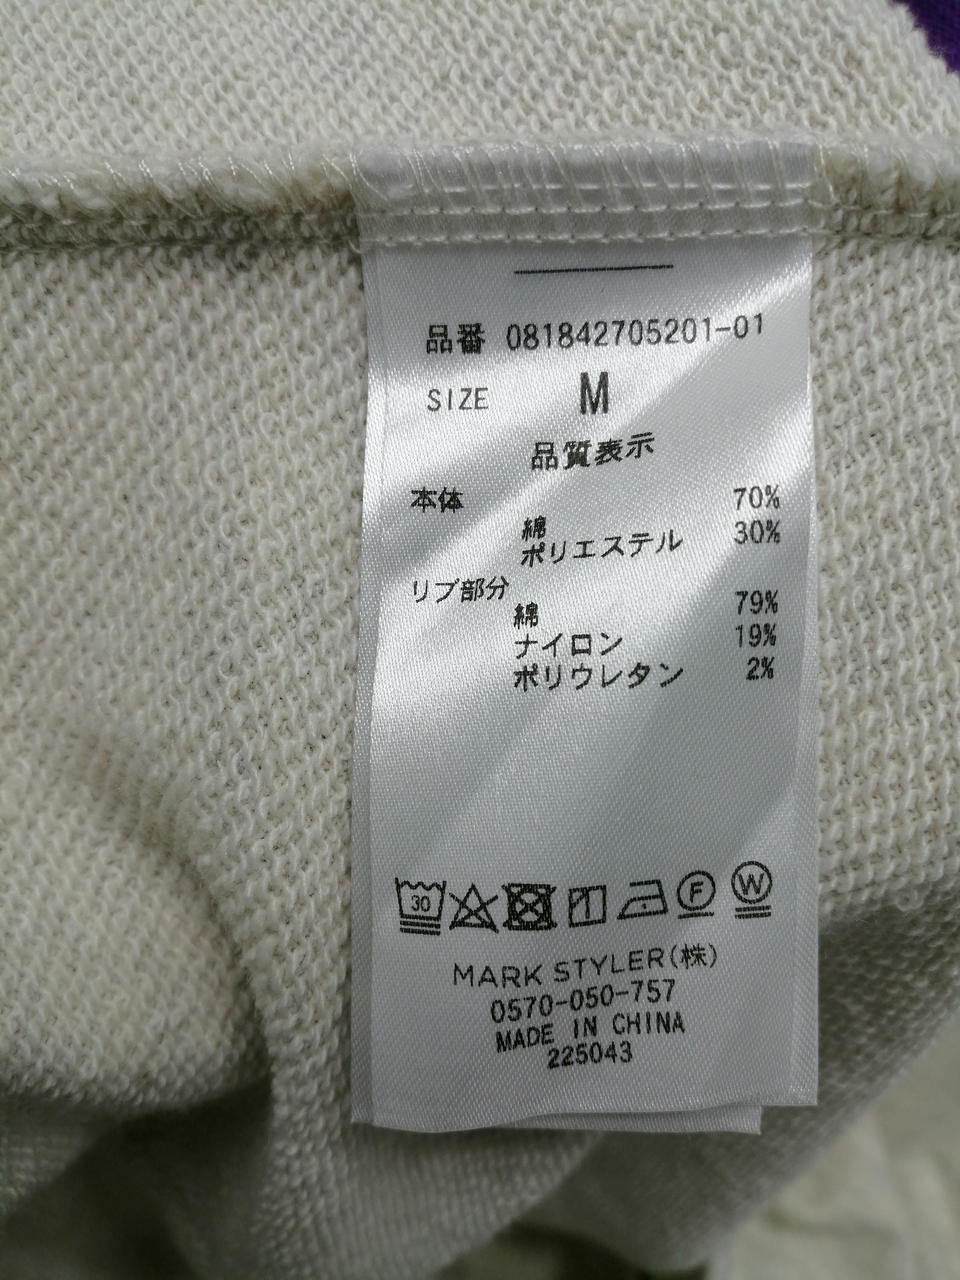 品番 081842705201-01
SIZE M
品質表示
本体
綿 70%
ポリエステル 30%
リブ部分
綿 79%
ナイロン 19%
ポリウレタン 2%
30 F W
MARK STYLER(株)
0570-050-757
MADE IN CHINA
225043